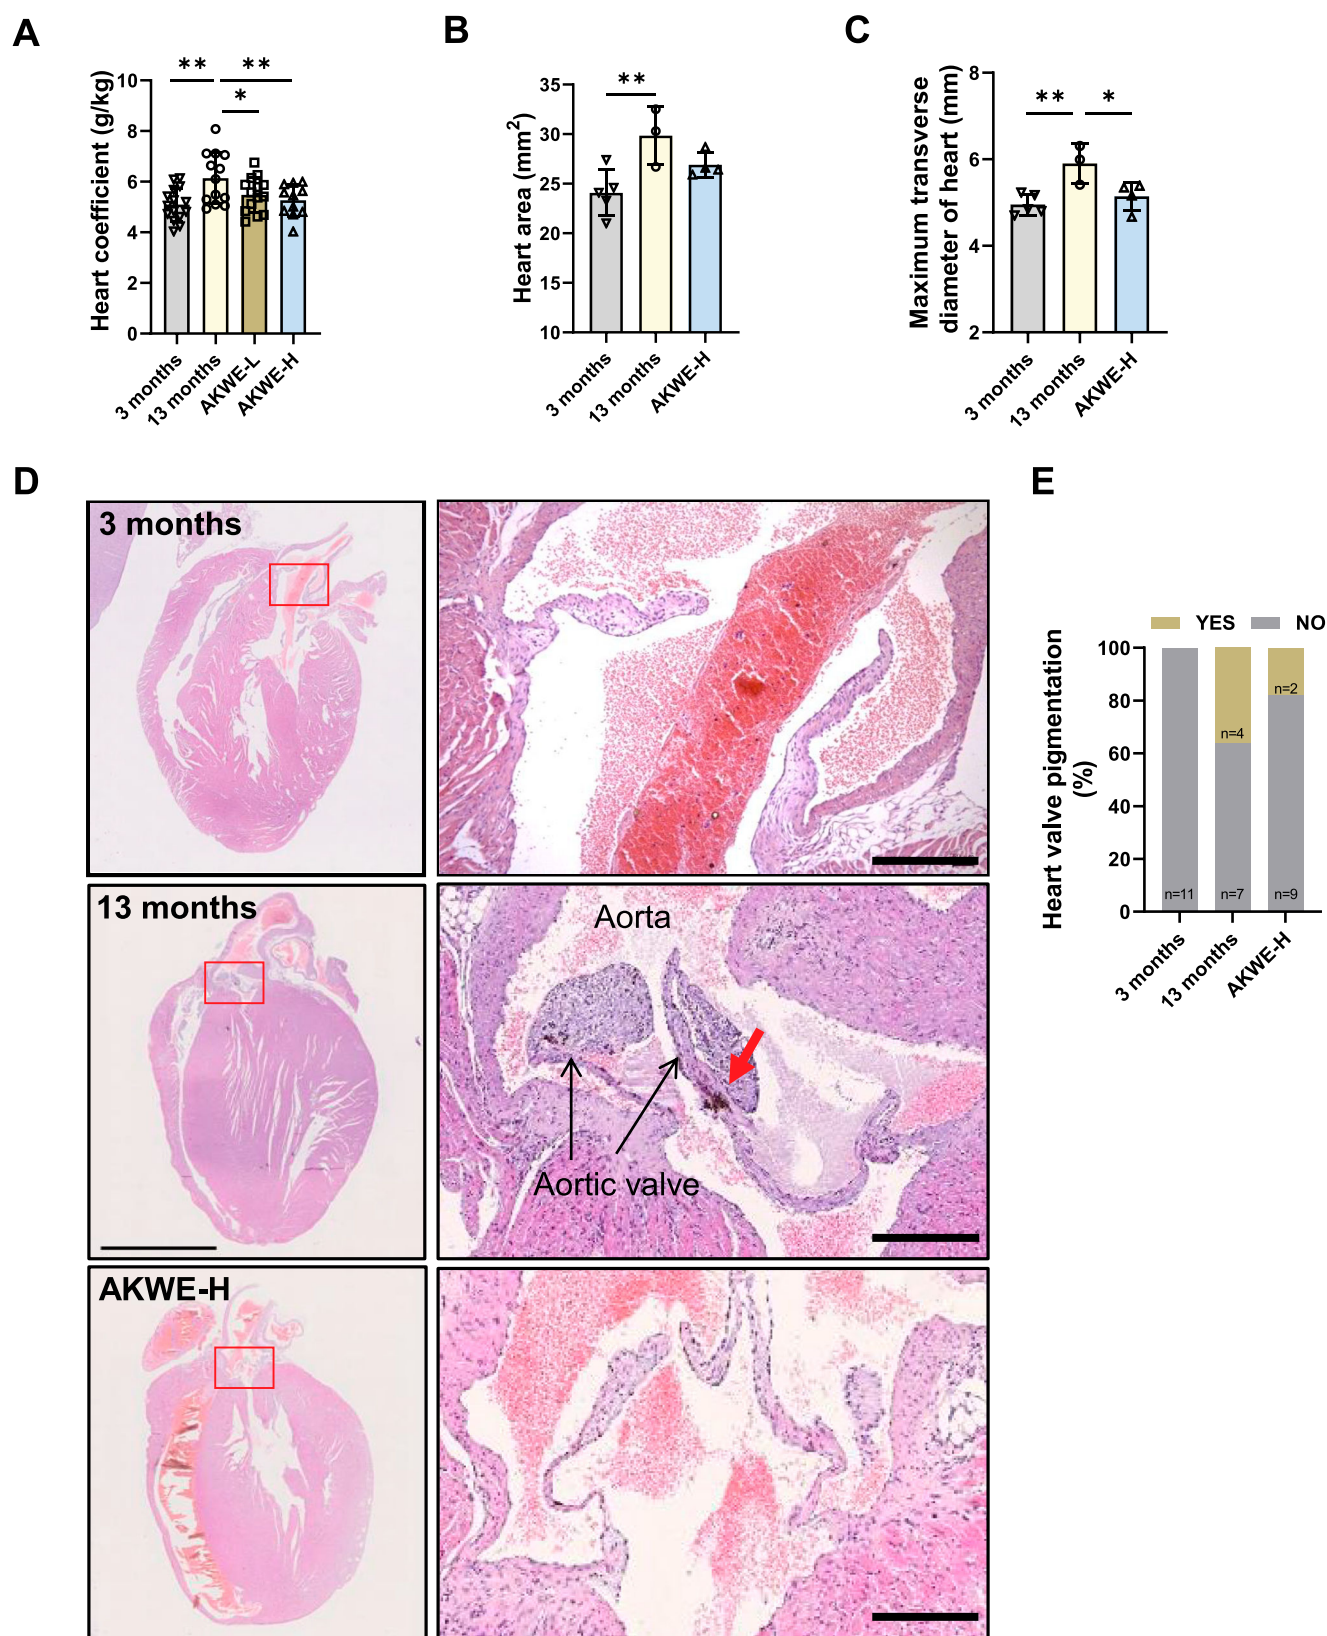 A
Heart coefficient (g/kg)
10
8
6
4
2
0
** **
*
3 months
13 months
AKWE-L
AKWE-H
B
Heart area (mm2)
35
30
25
20
15
10
**
3 months
13 months
AKWE-H
C
Maximum transverse
diameter of heart (mm)
8
6
4
2
** *
3 months
13 months
AKWE-H
D
3 months
13 months
Aorta
Aortic valve
AKWE-H
E
YES NO
Heart valve pigmentation
(%)
100
80
60
40
20
0
n=2
n=4
n=11 n=7 n=9
3 months
13 months
AKWE-H